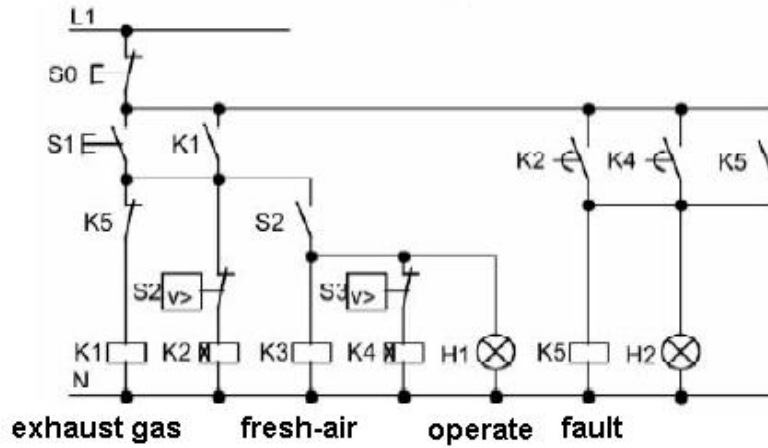 L1
S0
S1 K1 K2 K4 K5
K5 S2
S2 v> S3 v>
K1 K2 K3 K4 H1 K5 H2
N
exhaust gas fresh-air operate fault